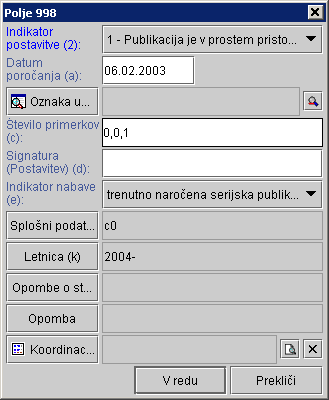 Polje 998
Indikator
postavitve (2):
1 - Publikacija je v prostem pristo...
Datum
poročanja (a):
06.02.2003
Oznaka u...
Število primerkov
(c):
0,0,1
Signatura
(Postavitev) (d):
Indikator nabave
(e):
trenutno naročena serijska publik...
Splošni podat...
c0
Letnica (k)
2004-
Opombe o st...
Opomba
Koordinac...
V redu
Prekliči